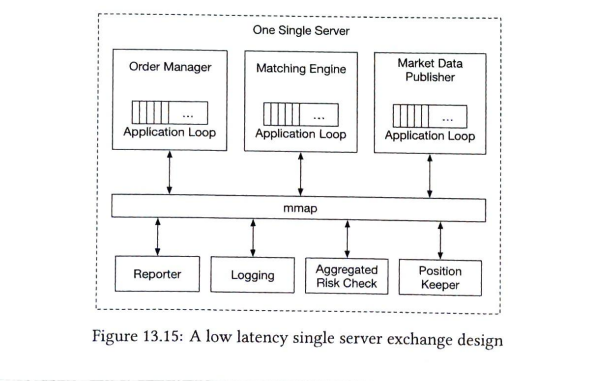 One Single Server
Order Manager
Matching Engine
Market Data
Publisher
...
Application Loop
...
Application Loop
...
Application Loop
mmap
Reporter
Logging
Aggregated
Risk Check
Position
Keeper
Figure 13.15: A low latency single server exchange design